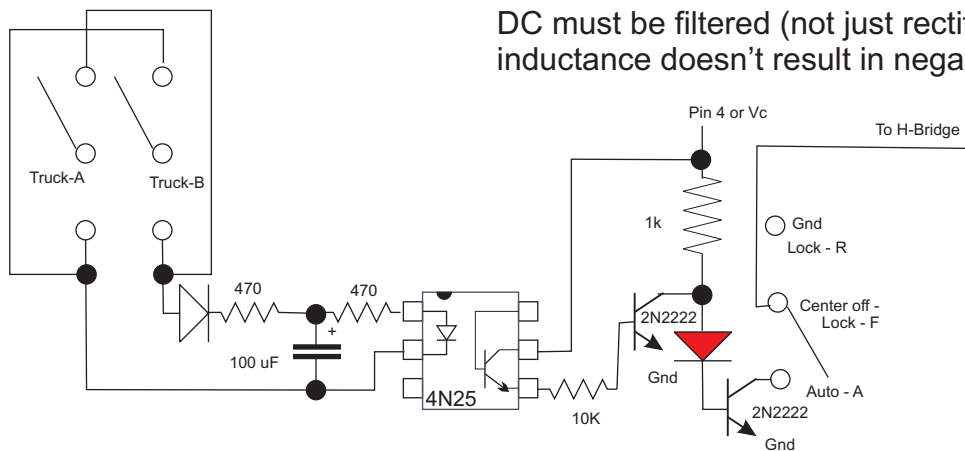 DC must be filtered (not just rectif
inductance doesn't result in nega
Pin 4 or Vc
To H-Bridge
Truck-A
Truck-B
1k
Gnd
Lock - R
470
470
+
100 uF
2N2222
Center off -
Lock - F
Gnd
4N25
10K
Auto - A
2N2222
Gnd